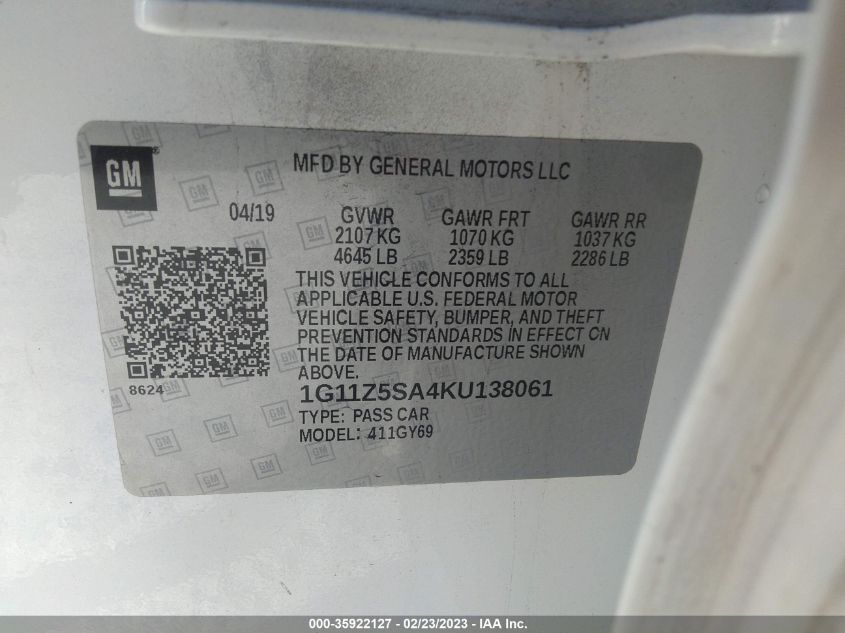 GM
MFD BY GENERAL MOTORS LLC
04/19 GVWR GAWR FRT GAWR RR
2107 KG 1070 KG 1037 KG
4645 LB 2359 LB 2286 LB
THIS VEHICLE CONFORMS TO ALL
APPLICABLE U.S. FEDERAL MOTOR
VEHICLE SAFETY, BUMPER, AND THEFT
PREVENTION STANDARDS IN EFFECT ON
THE DATE OF MANUFACTURE SHOWN
ABOVE.
8624
1G11Z5SA4KU138061
TYPE: PASS CAR
MODEL: 411GY69
000-35922127 - 02/23/2023 - IAA Inc.